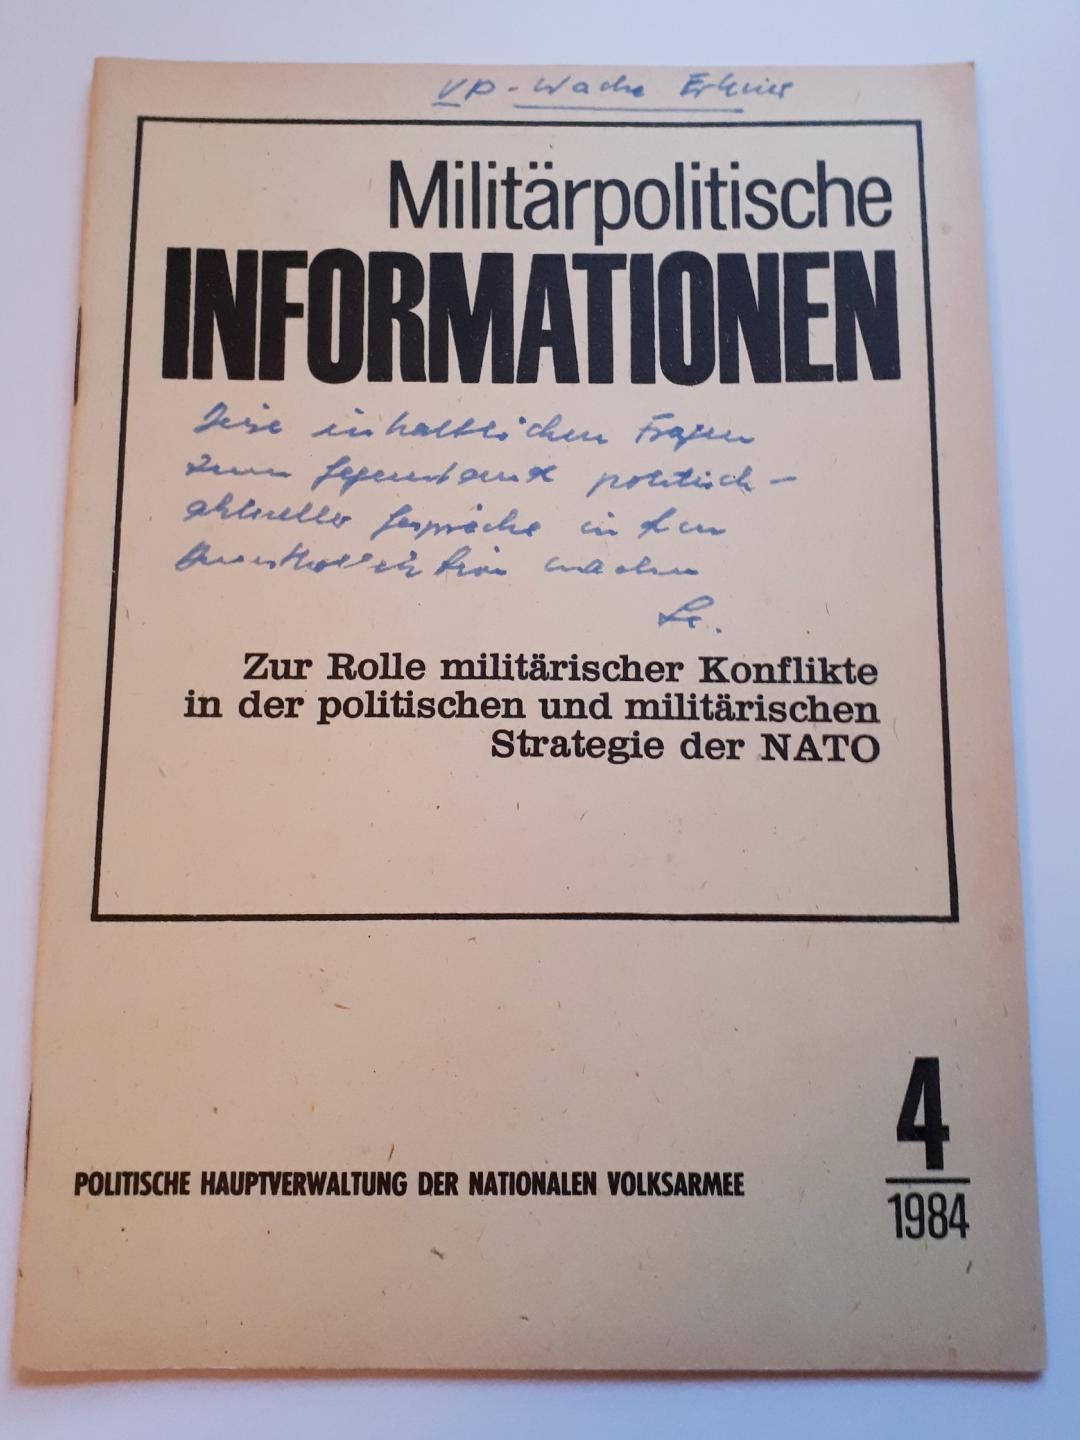 VP-Wache Erkner
Militärpolitische
INFORMATIONEN
Diese inhaltlichen Fragen
zum Gegenstand politisch-
aktueller Gespräche in den
machen
Zur Rolle militärischer Konflikte
in der politischen und militärischen
Strategie der NATO
4
1984
POLITISCHE HAUPTVERWALTUNG DER NATIONALEN VOLKSARMEE